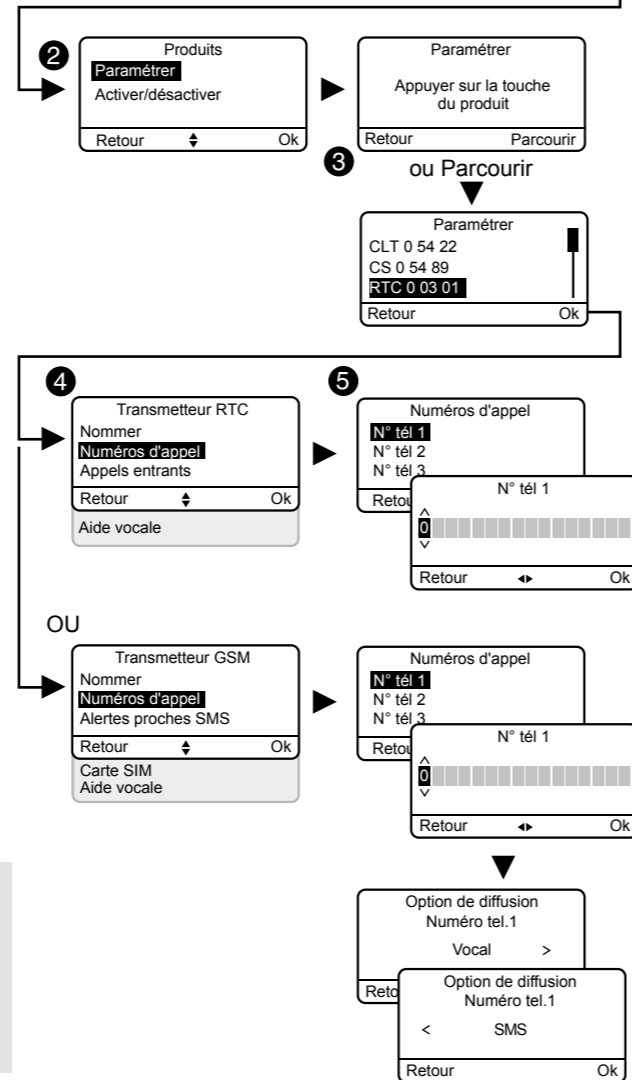 2
Produits
Paramétrer
Activer/désactiver
Retour
Ok
Paramétrer
Appuyer sur la touche
du produit
Retour
Parcourir
3
ou Parcourir
Paramétrer
CLT 0 54 22
CS 0 54 89
RTC 0 03 01
Retour
Ok
4
Transmetteur RTC
Nommer
Numéros d'appel
Appels entrants
Retour
Ok
Aide vocale
5
Numéros d'appel
N° tél 1
N° tél 2
N° tél 3
Retou
N° tél 1
0
Retour
Ok
OU
Transmetteur GSM
Nommer
Numéros d'appel
Alertes proches SMS
Retour
Ok
Carte SIM
Aide vocale
Numéros d'appel
N° tél 1
N° tél 2
N° tél 3
Retou
N° tél 1
0
Retour
Ok
Option de diffusion
Numéro tel.1
Vocal >
Reto
Option de diffusion
Numéro tel.1
< SMS
Retour
Ok